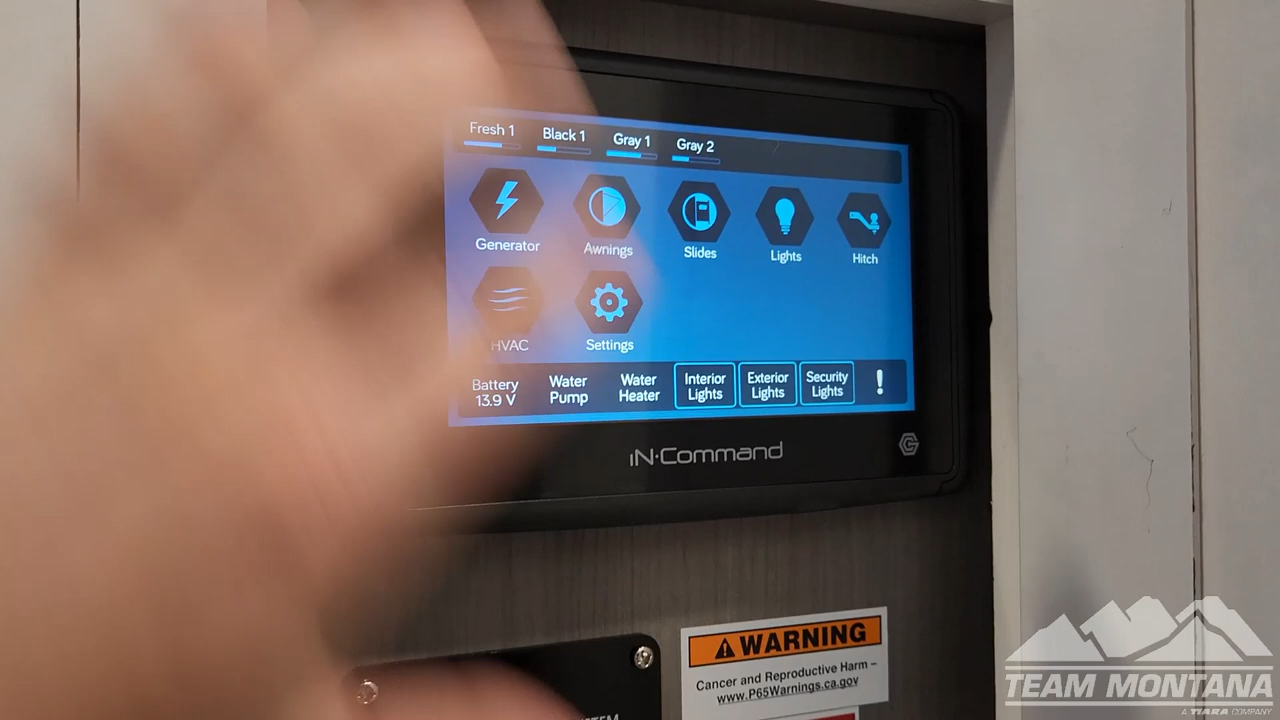 Fresh 1
Black 1
Gray 1
Gray 2
Generator
Awnings
Slides
Lights
Hitch
HVAC
Settings
Battery
13.9 V
Water
Pump
Water
Heater
Interior
Lights
Exterior
Lights
Security
Lights
!
iN·Command
WARNING
Cancer and Reproductive Harm –
www.P65Warnings.ca.gov
TEAM MONTANA
A TIARA COMPANY